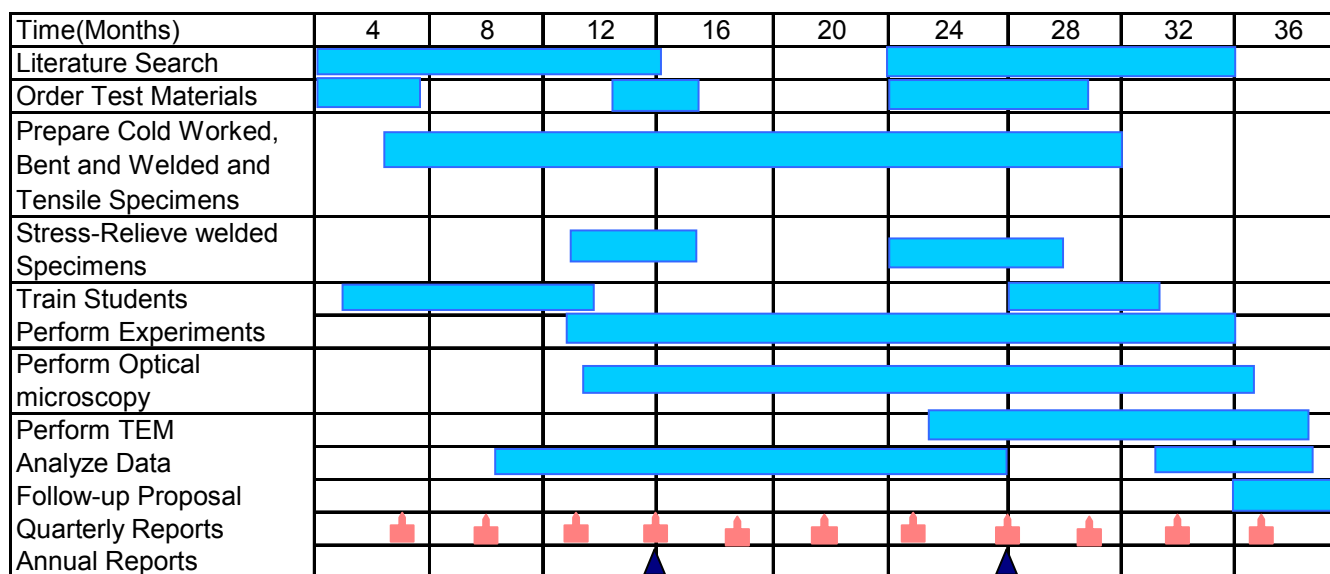 Time(Months) 4 8 12 16 20 24 28 32 36
Literature Search
Order Test Materials
Prepare Cold Worked,
Bent and Welded and
Tensile Specimens
Stress-Relieve welded
Specimens
Train Students
Perform Experiments
Perform Optical
microscopy
Perform TEM
Analyze Data
Follow-up Proposal
Quarterly Reports
Annual Reports